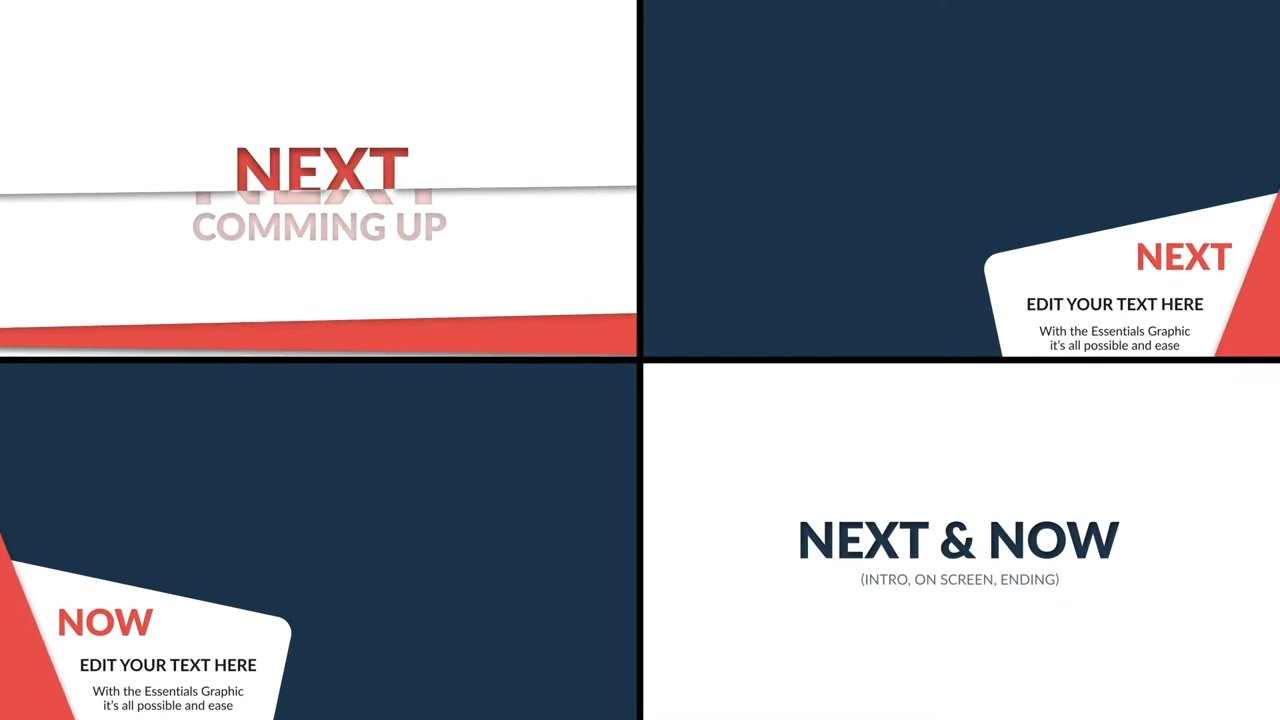 NEXT
COMMING UP
NEXT
EDIT YOUR TEXT HERE
With the Essentials Graphic
it's all possible and ease
NOW
EDIT YOUR TEXT HERE
With the Essentials Graphic
it's all possible and ease
NEXT & NOW
(INTRO, ON SCREEN, ENDING)